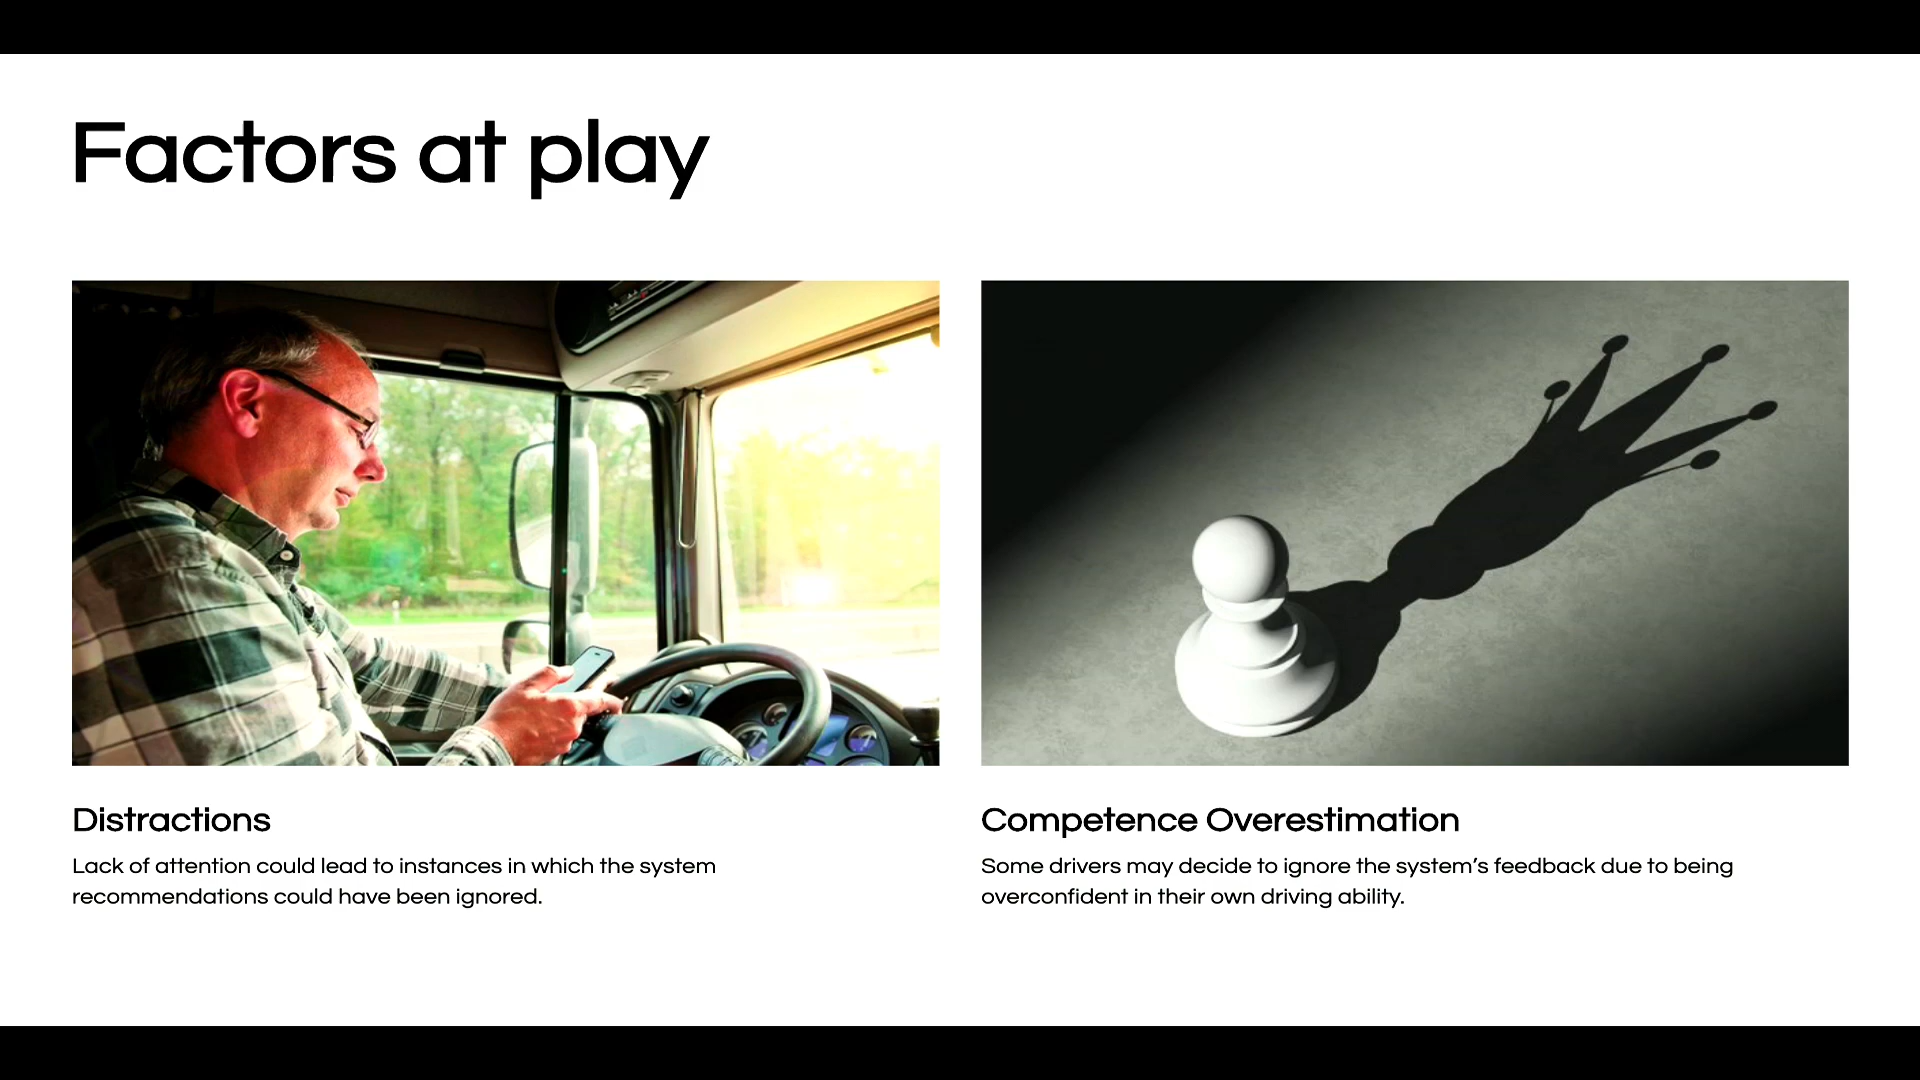 Factors at play
Distractions
Lack of attention could lead to instances in which the system
recommendations could have been ignored.
Competence Overestimation
Some drivers may decide to ignore the system’s feedback due to being
overconfident in their own driving ability.